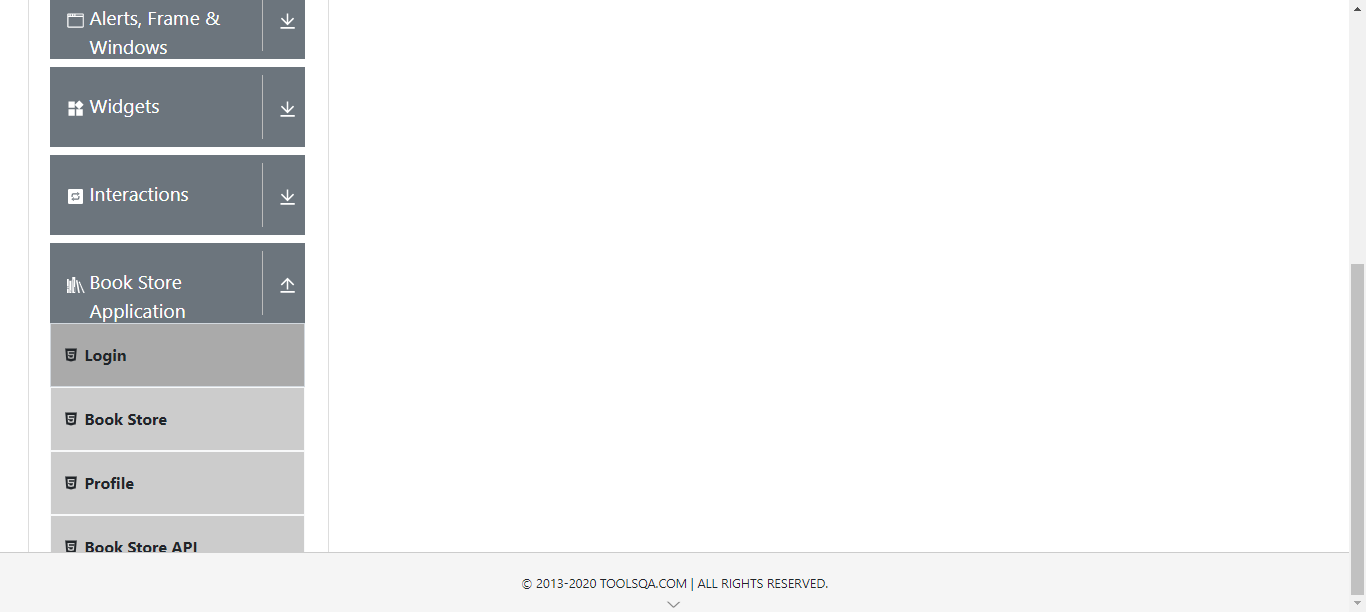 Alerts, Frame &
Windows
Widgets
Interactions
Book Store
Application
Login
Book Store
Profile
Book Store API
© 2013-2020 TOOLSQA.COM | ALL RIGHTS RESERVED.